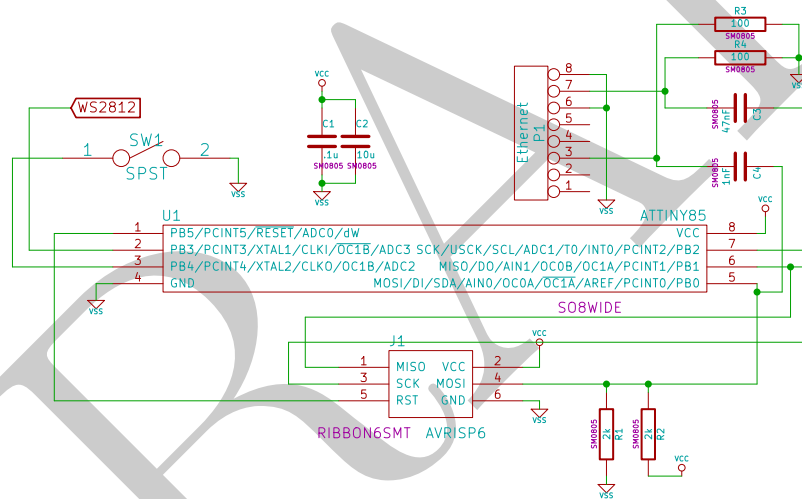 R3
100
SM0805
R4
100
SM0805
VSS
VCC
C1
.1u
SM0805
C2
10u
SM0805
VSS
WS2812
SW1
1
2
SPST
VSS
Ethernet
P1
8
7
6
5
4
3
2
1
VSS
SM0805
47nF
C3
SM0805
1nF
C4
VCC
U1
ATTINY85
1 PB5/PCINT5/RESET/ADC0/dW VCC 8
2 PB3/PCINT3/XTAL1/CLKI/OC1B/ADC3 SCK/USCK/SCL/ADC1/T0/INT0/PCINT2/PB2 7
3 PB4/PCINT4/XTAL2/CLKO/OC1B/ADC2 MISO/DO/AIN1/OC0B/OC1A/PCINT1/PB1 6
4 GND MOSI/DI/SDA/AIN0/OC0A/OC1A/AREF/PCINT0/PB0 5
VSS
SO8WIDE
J1
VCC
1 MISO VCC 2
3 SCK MOSI 4
5 RST GND 6
VSS
RIBBON6SMT AVRISP6
SM0805
2k
R1
SM0805
2k
R2
VCC
VSS